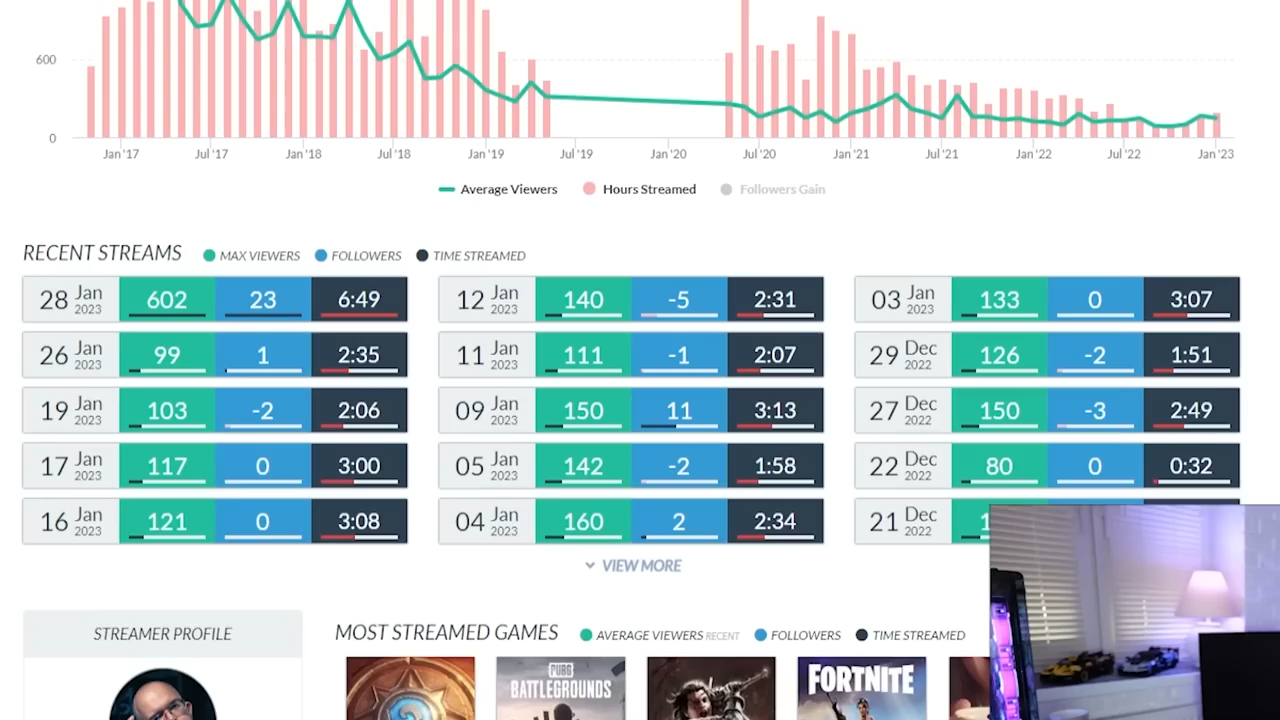 600
0
Jan '17 Jul '17 Jan '18 Jul '18 Jan '19 Jul '19 Jan '20 Jul '20 Jan '21 Jul '21 Jan '22 Jul '22 Jan '23
Average Viewers Hours Streamed Followers Gain
RECENT STREAMS MAX VIEWERS FOLLOWERS TIME STREAMED
28 Jan 2023 602 23 6:49
26 Jan 2023 99 1 2:35
19 Jan 2023 103 -2 2:06
17 Jan 2023 117 0 3:00
16 Jan 2023 121 0 3:08
12 Jan 2023 140 -5 2:31
11 Jan 2023 111 -1 2:07
09 Jan 2023 150 11 3:13
05 Jan 2023 142 -2 1:58
04 Jan 2023 160 2 2:34
03 Jan 2023 133 0 3:07
29 Dec 2022 126 -2 1:51
27 Dec 2022 150 -3 2:49
22 Dec 2022 80 0 0:32
21 Dec 2022
VIEW MORE
STREAMER PROFILE
MOST STREAMED GAMES AVERAGE VIEWERS RECENT FOLLOWERS TIME STREAMED
PUBG
BATTLEGROUNDS
FORTNITE